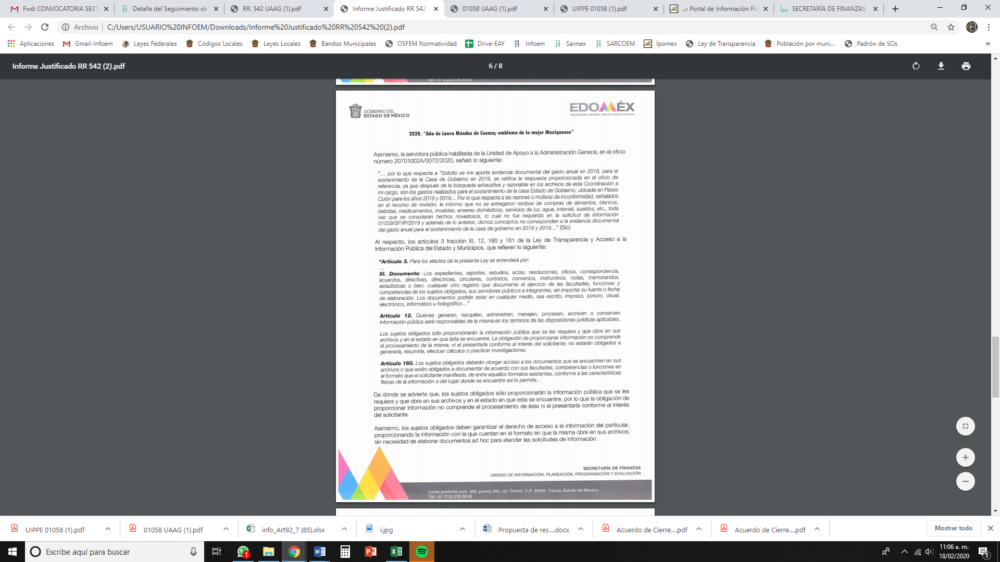 Fwd: CONVOCATORIA SEXT
Detalle del Seguimiento de
RR. 542 UAAG (1).pdf
Informe Justificado RR 542
01058 UAAG (1).pdf
UIPPE 01058 (1).pdf
..:: Portal de Información Pú
SECRETARÍA DE FINANZAS
Archivo
C:/Users/USUARIO%20INFOEM/Downloads/Informe%20Justificado%20RR%20542%20(2).pdf
Aplicaciones
Gmail-Infoem
Leyes Federales
Códigos Locales
Leyes Locales
Bandos Municipales
OSFEM Normatividad
Drive-EAY
Infoem
Saimex
SARCOEM
Ipomex
Ley de Transparencia
Población por muni...
Padrón de SOs
Informe Justificado RR 542 (2).pdf
6 / 8
Tel.: 01 (722) 276 00 66
GOBIERNO DEL
ESTADO DE MÉXICO
EDOMÉX
DECISIONES FIRMES, RESULTADOS FUERTES.
2020. "Año de Laura Méndez de Cuenca; emblema de la mujer Mexiquense"
Asimismo, la servidora pública habilitada de la Unidad de Apoyo a la Administración General, en el oficio
número 20701002A/0072/2020, señaló lo siguiente:
"… por lo que respecta a "Solicito se me aporte evidencia documental del gasto anual en 2018, para el
sostenimiento de la Casa de Gobierno en 2019, se ratifica la respuesta proporcionada en el oficio de
referencia, ya que después de la búsqueda exhaustiva y razonable en los archivos de esta Coordinación a
mi cargo, son los gastos realizados para el sostenimiento de la casa Estado de Gobierno, ubicada en Paseo
Colón para los años 2018 y 2019… Por lo que respecta a las razones o motivos de inconformidad, señalados
en el recurso de revisión, le informo que no se entregaron recibos de compras de alimentos, blancos,
bebidas, medicamentos, muebles, enseres domésticos, servicios de luz, agua, internet, sueldos, etc., toda
vez que se consideran hechos novedosos, lo cual no fue requerido en la solicitud de información
01058/SF/IP/2019 y además de lo anterior, dichos conceptos no corresponden a la evidencia documental
del gasto anual para el sostenimiento de la casa de gobierno en 2018 y 2019…" (Sic)
Al respecto, los artículos 3 fracción XI, 12, 160 y 161 de la Ley de Transparencia y Acceso a la
Información Pública del Estado y Municipios, que refieren lo siguiente:
"Artículo 3. Para los efectos de la presente Ley se entenderá por:
…
XI. Documento: Los expedientes, reportes, estudios, actas, resoluciones, oficios, correspondencia,
acuerdos, directivas, directrices, circulares, contratos, convenios, instructivos, notas, memorandos,
estadísticas o bien, cualquier otro registro que documente el ejercicio de las facultades, funciones y
competencias de los sujetos obligados, sus servidores públicos e integrantes, sin importar su fuente o fecha
de elaboración. Los documentos podrán estar en cualquier medio, sea escrito, impreso, sonoro, visual,
electrónico, informático u holográfico…"
Artículo 12. Quienes generen, recopilen, administren, manejen, procesen, archiven o conserven
información pública será responsables de la misma en los términos de las disposiciones jurídicas aplicables.
Los sujetos obligados sólo proporcionarán la información pública que se les requiera y que obre en sus
archivos y en el estado en que ésta se encuentre. La obligación de proporcionar información no comprende
el procesamiento de la misma, ni el presentarla conforme al interés del solicitante; no estarán obligados a
generarla, resumirla, efectuar cálculos o practicar investigaciones.
Artículo 160. Los sujetos obligados deberán otorgar acceso a los documentos que se encuentren en sus
archivos o que estén obligados a documentar de acuerdo con sus facultades, competencias o funciones en
el formato que el solicitante manifieste, de entre aquellos formatos existentes, conforme a las características
físicas de la información o del lugar donde se encuentre así lo permita…
De dónde se advierte que, los sujetos obligados sólo proporcionarán la información pública que se les
requiera y que obre en sus archivos y en el estado en que esta se encuentre, por lo que la obligación de
proporcionar información no comprende el procesamiento de ésta ni el presentarla conforme al interés
del solicitante.
Asimismo, los sujetos obligados deben garantizar el derecho de acceso a la información del particular,
proporcionando la información con la que cuentan en el formato en que la misma obre en sus archivos;
sin necesidad de elaborar documentos ad hoc para atender las solicitudes de información.
SECRETARÍA DE FINANZAS
UNIDAD DE INFORMACIÓN, PLANEACIÓN, PROGRAMACIÓN Y EVALUACIÓN
Lerdo poniente núm. 300, puerta 345, col. Centro, C.P. 50000, Toluca, Estado de México.
Tel.: 01 (722) 276 00 66
UIPPE 01058 (1).pdf
01058 UAAG (1).pdf
info_Art92_7 (85).xlsx
i.jpg
Propuesta de res....docx
Acuerdo de Cierre....pdf
Acuerdo de Cierre....pdf
Mostrar todo
Escribe aquí para buscar
1
11:06 a. m.
18/02/2020
1